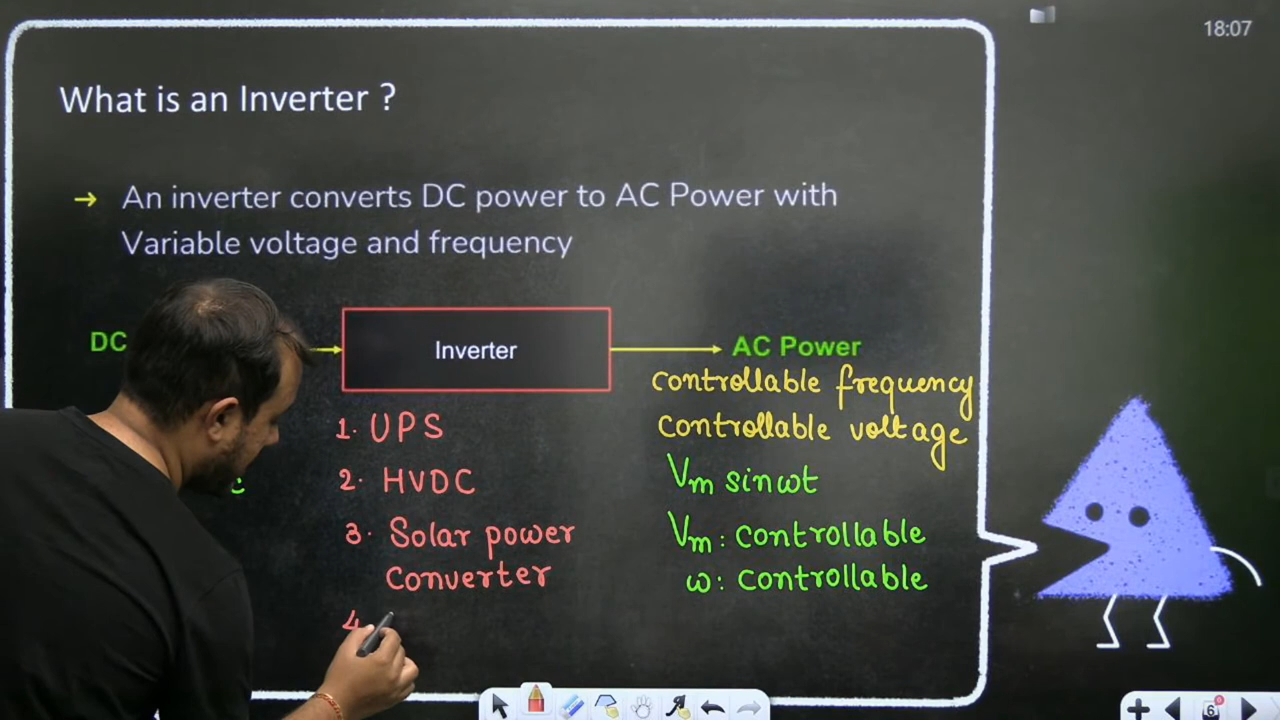 18:07
What is an Inverter ?
→ An inverter converts DC power to AC Power with
Variable voltage and frequency
DC
Inverter
AC Power
controllable frequency
controllable voltage
1. UPS
2. HVDC
3. Solar power
converter
4
Vm sinωt
Vm : controllable
ω : controllable
6